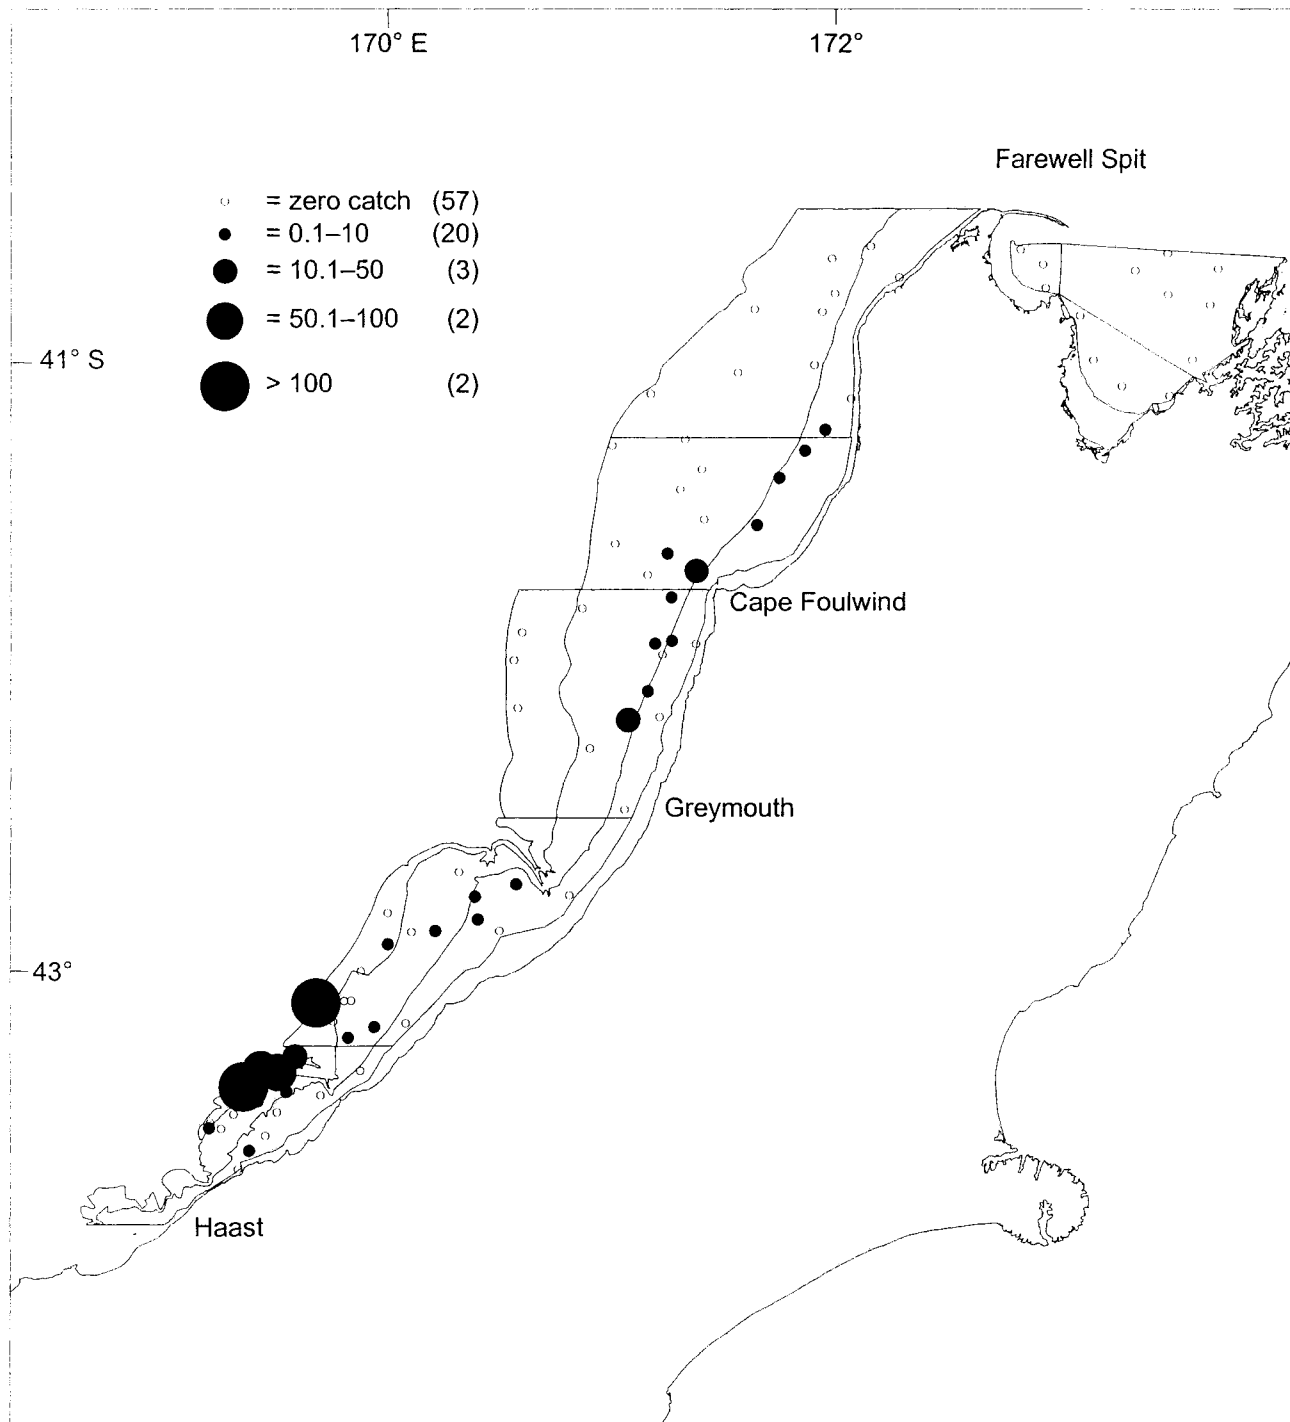 170° E 172°
Farewell Spit
= zero catch (57)
= 0.1–10 (20)
= 10.1–50 (3)
= 50.1–100 (2)
> 100 (2)
41° S
Cape Foulwind
Greymouth
43°
Haast